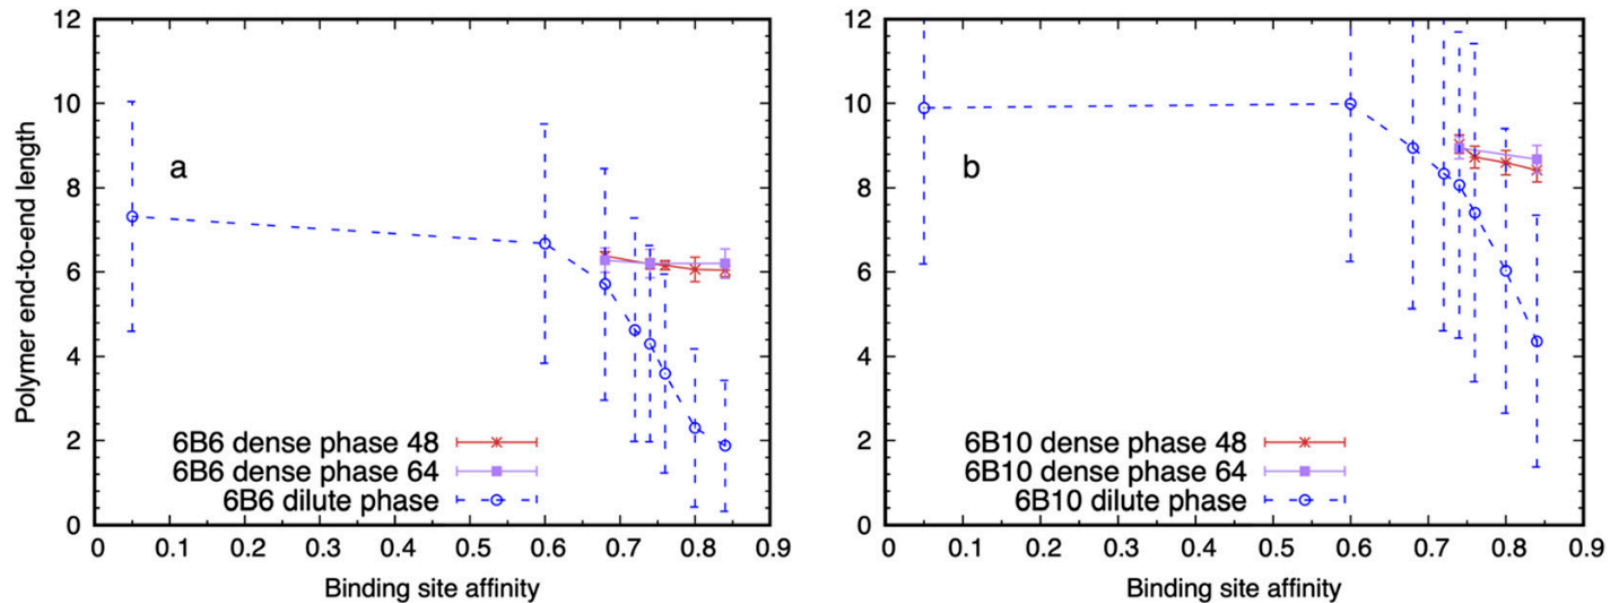 12
10
8
6
4
2
0
Polymer end-to-end length
a
6B6 dense phase 48
6B6 dense phase 64
6B6 dilute phase
0 0.1 0.2 0.3 0.4 0.5 0.6 0.7 0.8 0.9
Binding site affinity
12
10
8
6
4
2
0
b
6B10 dense phase 48
6B10 dense phase 64
6B10 dilute phase
0 0.1 0.2 0.3 0.4 0.5 0.6 0.7 0.8 0.9
Binding site affinity